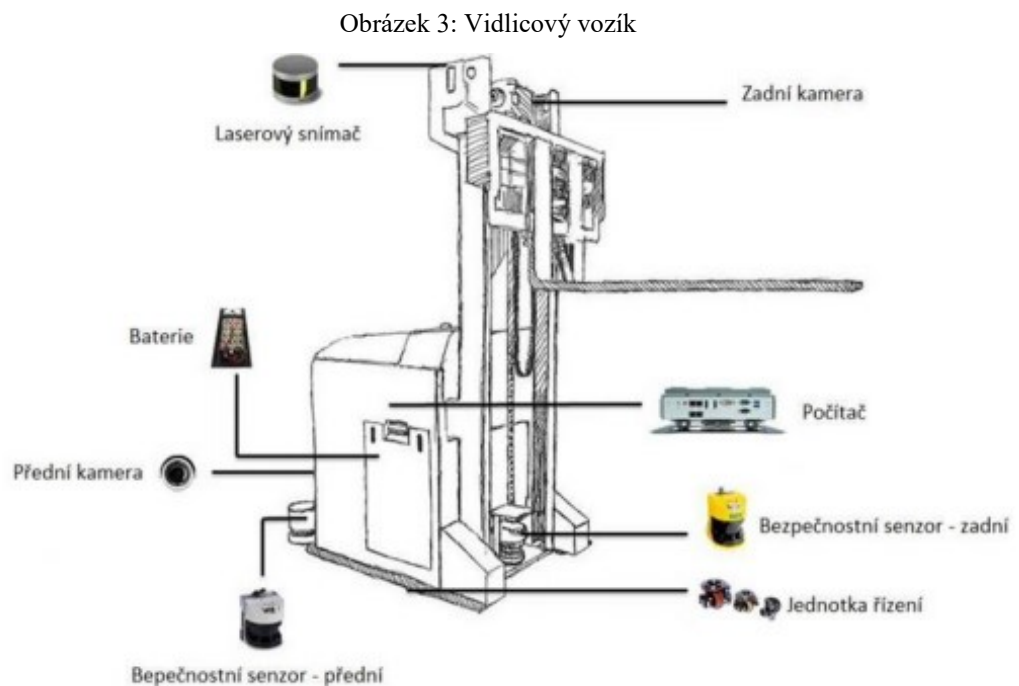 Obrázek 3: Vidlicový vozík
Zadní kamera
Laserový snímač
Baterie
Počítač
Přední kamera
Bezpečnostní senzor - zadní
Jednotka řízení
Bepečnostní senzor - přední